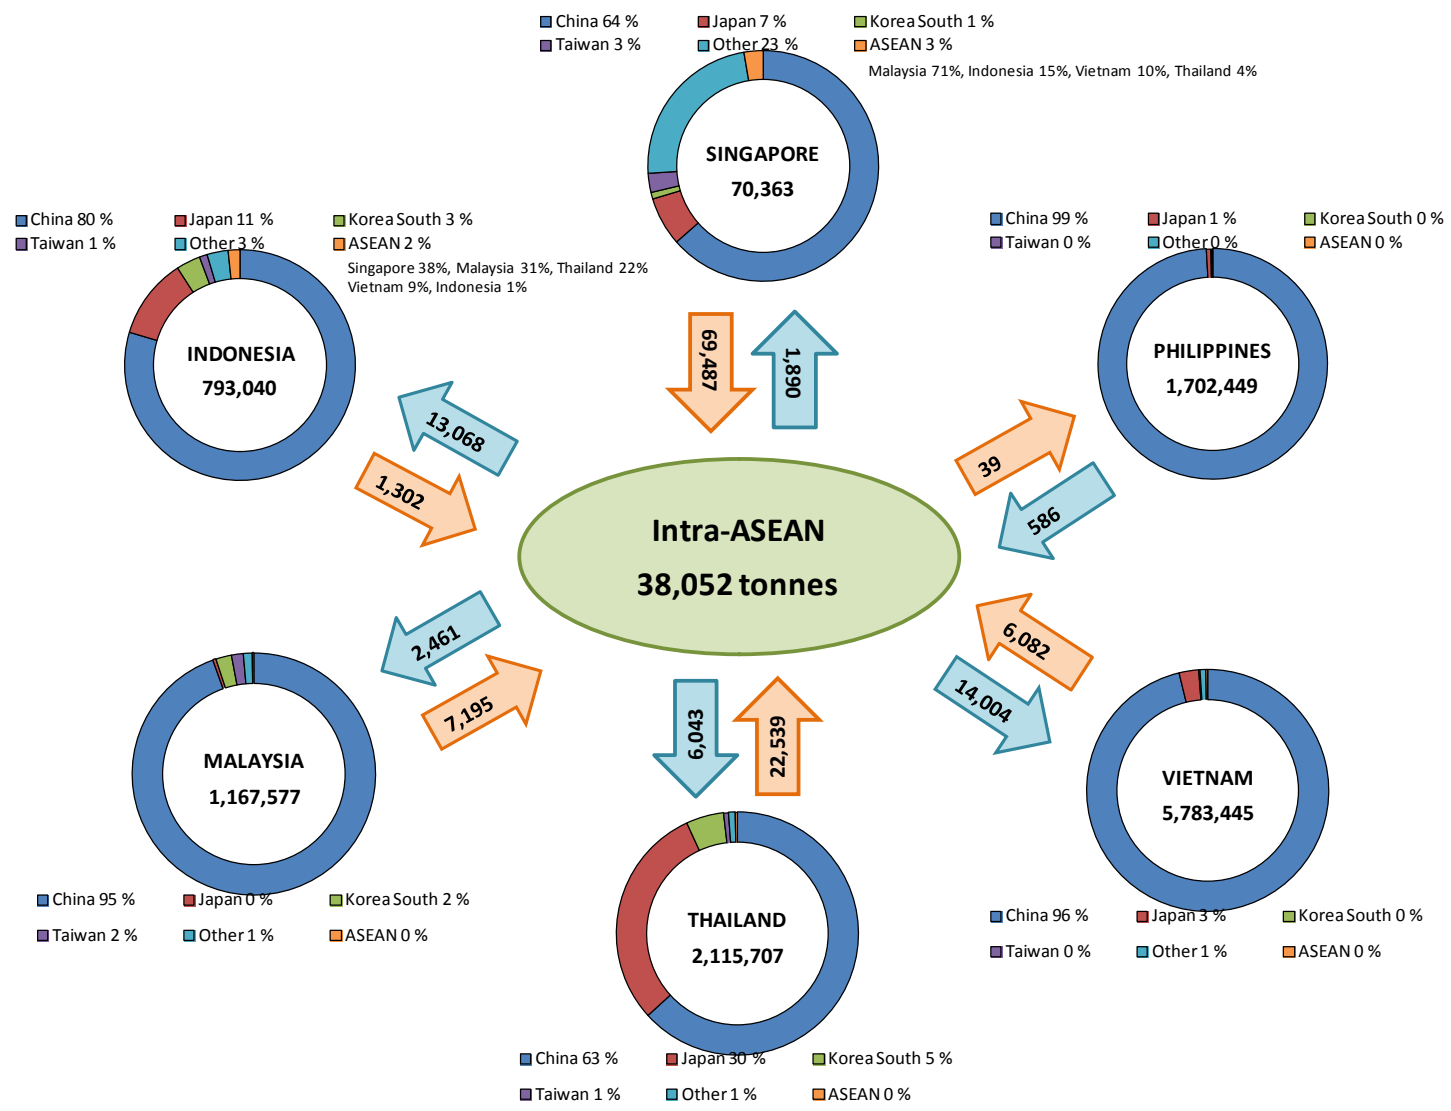 China 64 % Japan 7 % Korea South 1 %
Taiwan 3 % Other 23 % ASEAN 3 %
Malaysia 71%, Indonesia 15%, Vietnam 10%, Thailand 4%
SINGAPORE
70,363
China 80 % Japan 11 % Korea South 3 %
Taiwan 1 % Other 3 % ASEAN 2 %
Singapore 38%, Malaysia 31%, Thailand 22%
Vietnam 9%, Indonesia 1%
INDONESIA
793,040
China 99 % Japan 1 % Korea South 0 %
Taiwan 0 % Other 0 % ASEAN 0 %
PHILIPPINES
1,702,449
69,487
1,890
13,068
1,302
39
586
Intra-ASEAN
38,052 tonnes
2,461
7,195
6,043
22,539
6,082
14,004
MALAYSIA
1,167,577
China 95 % Japan 0 % Korea South 2 %
Taiwan 2 % Other 1 % ASEAN 0 %
THAILAND
2,115,707
China 63 % Japan 30 % Korea South 5 %
Taiwan 1 % Other 1 % ASEAN 0 %
VIETNAM
5,783,445
China 96 % Japan 3 % Korea South 0 %
Taiwan 0 % Other 1 % ASEAN 0 %